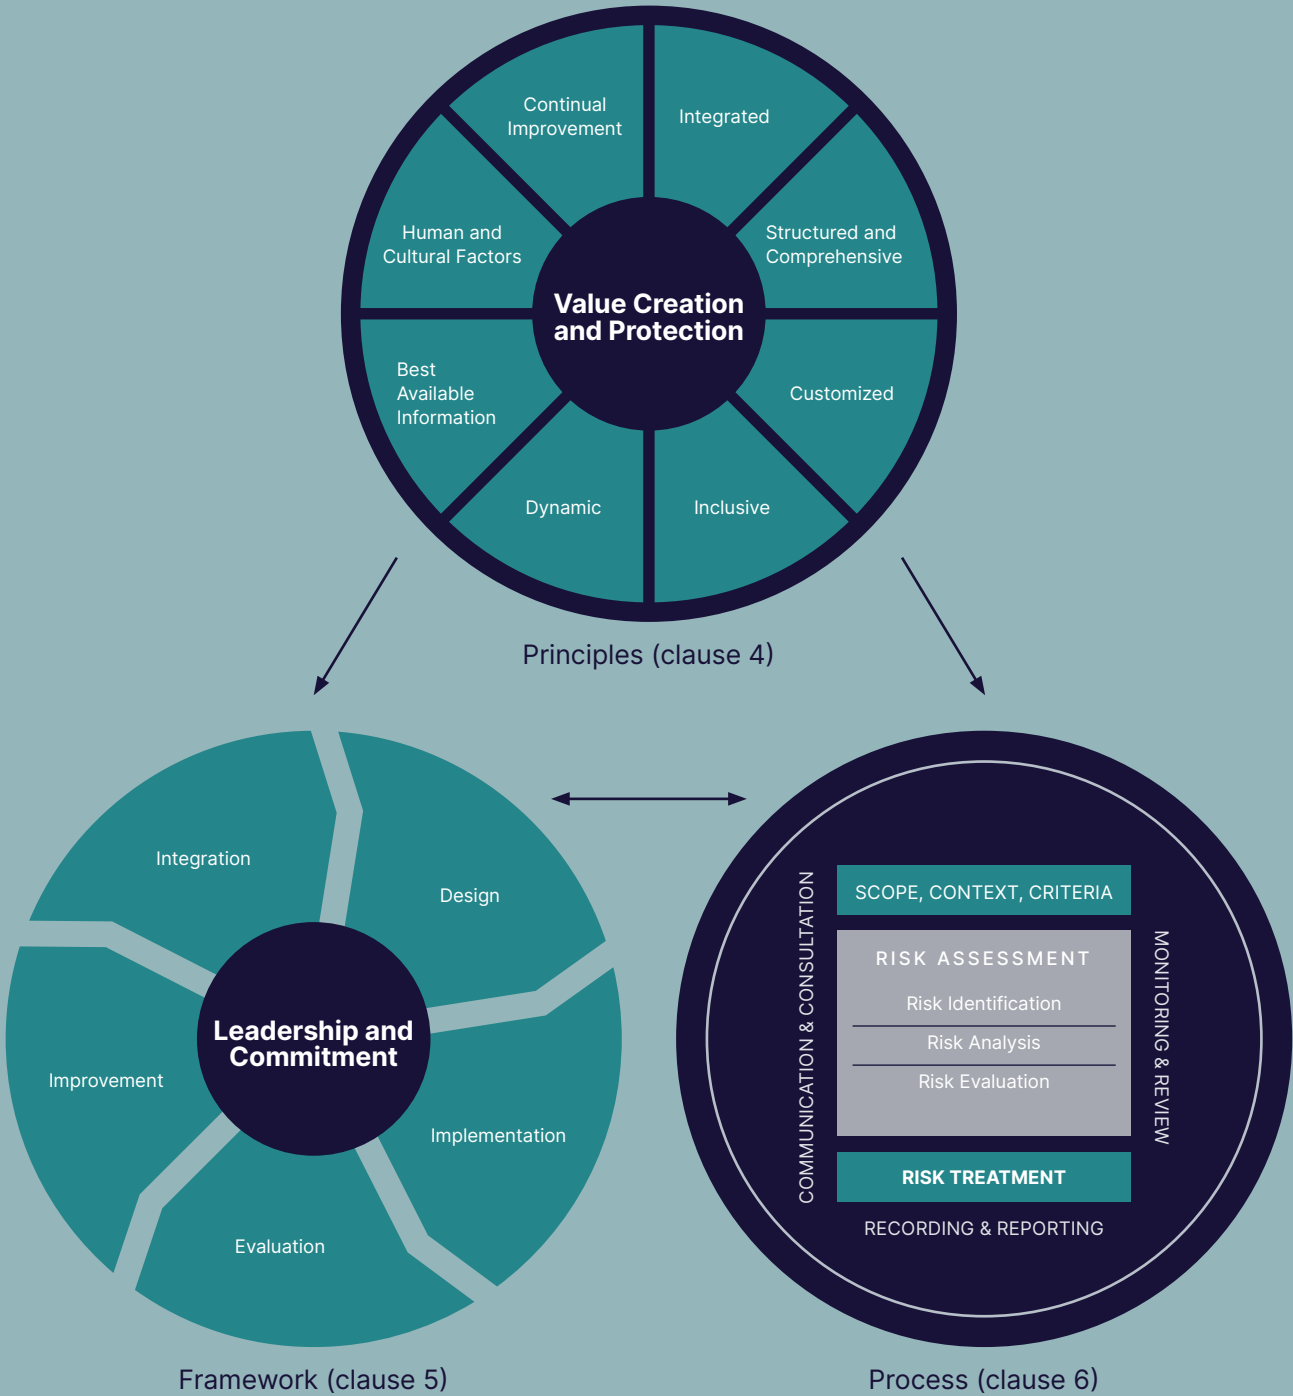 Continual
Improvement
Integrated
Human and
Cultural Factors
Structured and
Comprehensive
Value Creation
and Protection
Best
Available
Information
Customized
Dynamic
Inclusive
Principles (clause 4)
Integration
Design
Leadership and
Commitment
Improvement
Implementation
Evaluation
Framework (clause 5)
COMMUNICATION & CONSULTATION
SCOPE, CONTEXT, CRITERIA
RISK ASSESSMENT
Risk Identification
Risk Analysis
Risk Evaluation
MONITORING & REVIEW
RISK TREATMENT
RECORDING & REPORTING
Process (clause 6)